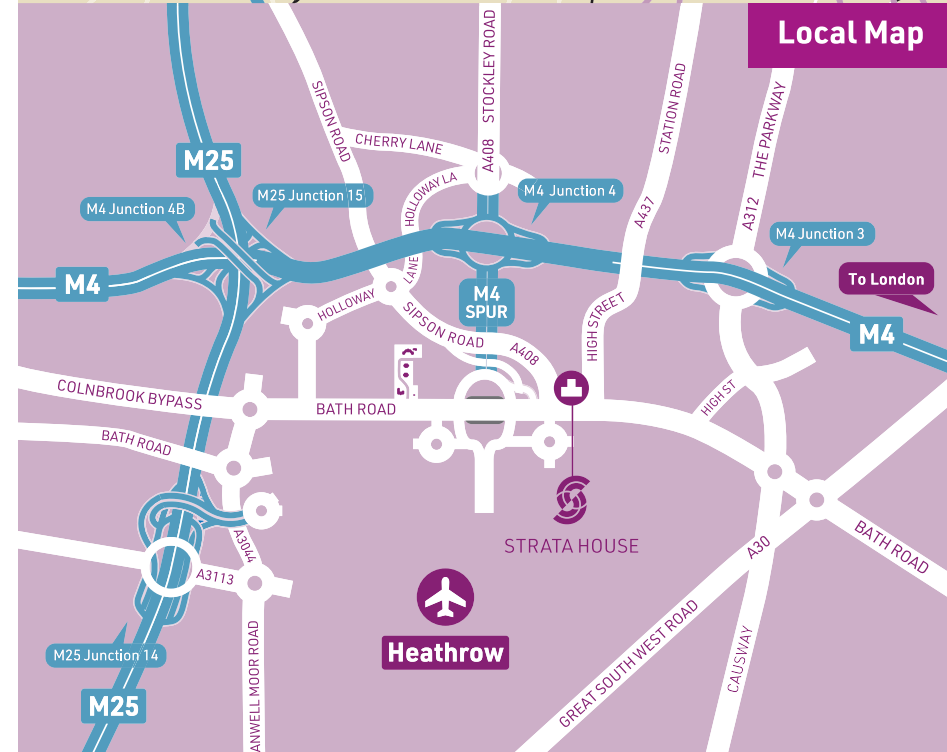 Local Map
STOCKLEY ROAD
A408
SIPSON ROAD
STATION ROAD
A437
THE PARKWAY
A312
CHERRY LANE
M25
M25 Junction 15
M4 Junction 4B
HOLLOWAY LA
M4 Junction 4
M4 Junction 3
To London
LANE
M4
HOLLOWAY
M4
SPUR
SIPSON ROAD
A408
HIGH STREET
M4
COLNBROOK BYPASS
BATH ROAD
HIGH ST
BATH ROAD
STRATA HOUSE
A3044
A3113
A30
BATH ROAD
Heathrow
M25 Junction 14
ANWELL MOOR ROAD
GREAT SOUTH WEST ROAD
CAUSWAY
M25